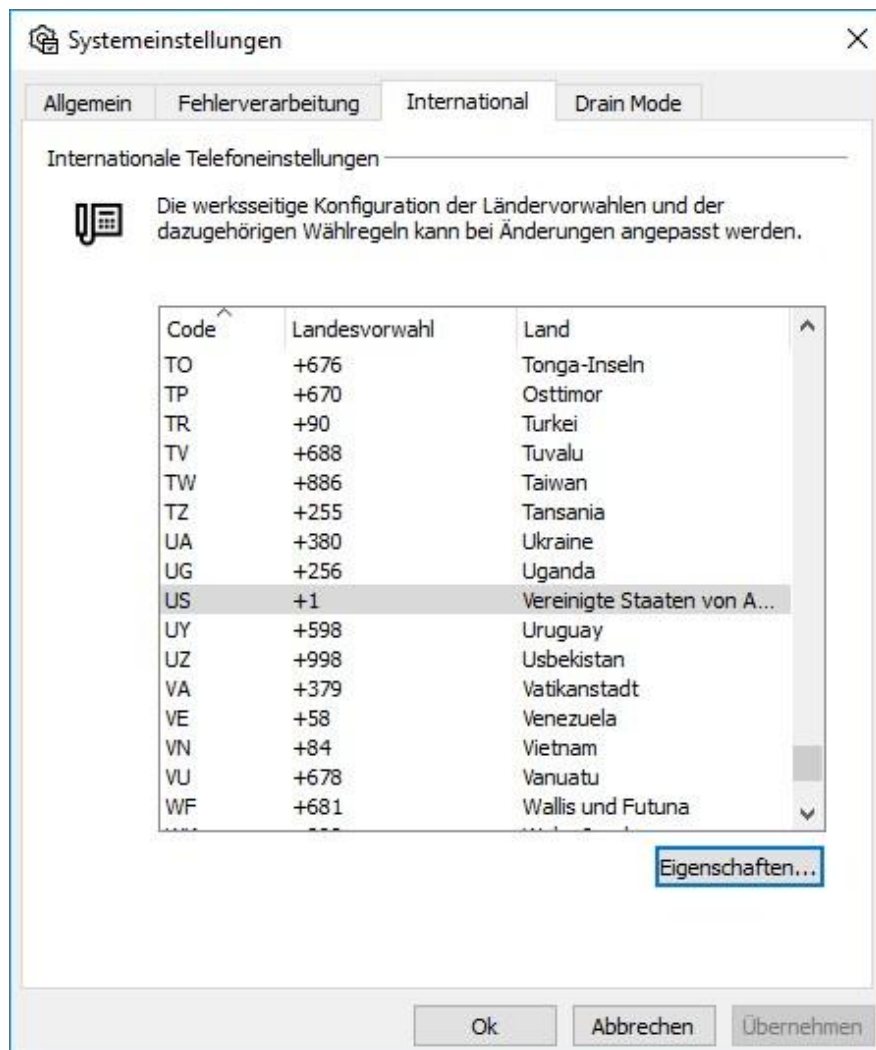 Systemeinstellungen
Allgemein Fehlerverarbeitung International Drain Mode
Internationale Telefoneinstellungen
Die werksseitige Konfiguration der Ländervorwahlen und der
dazugehörigen Wählregeln kann bei Änderungen angepasst werden.
Code Landesvorwahl Land
TO +676 Tonga-Inseln
TP +670 Osttimor
TR +90 Turkei
TV +688 Tuvalu
TW +886 Taiwan
TZ +255 Tansania
UA +380 Ukraine
UG +256 Uganda
US +1 Vereinigte Staaten von A...
UY +598 Uruguay
UZ +998 Usbekistan
VA +379 Vatikanstadt
VE +58 Venezuela
VN +84 Vietnam
VU +678 Vanuatu
WF +681 Wallis und Futuna
Eigenschaften...
Ok Abbrechen Übernehmen